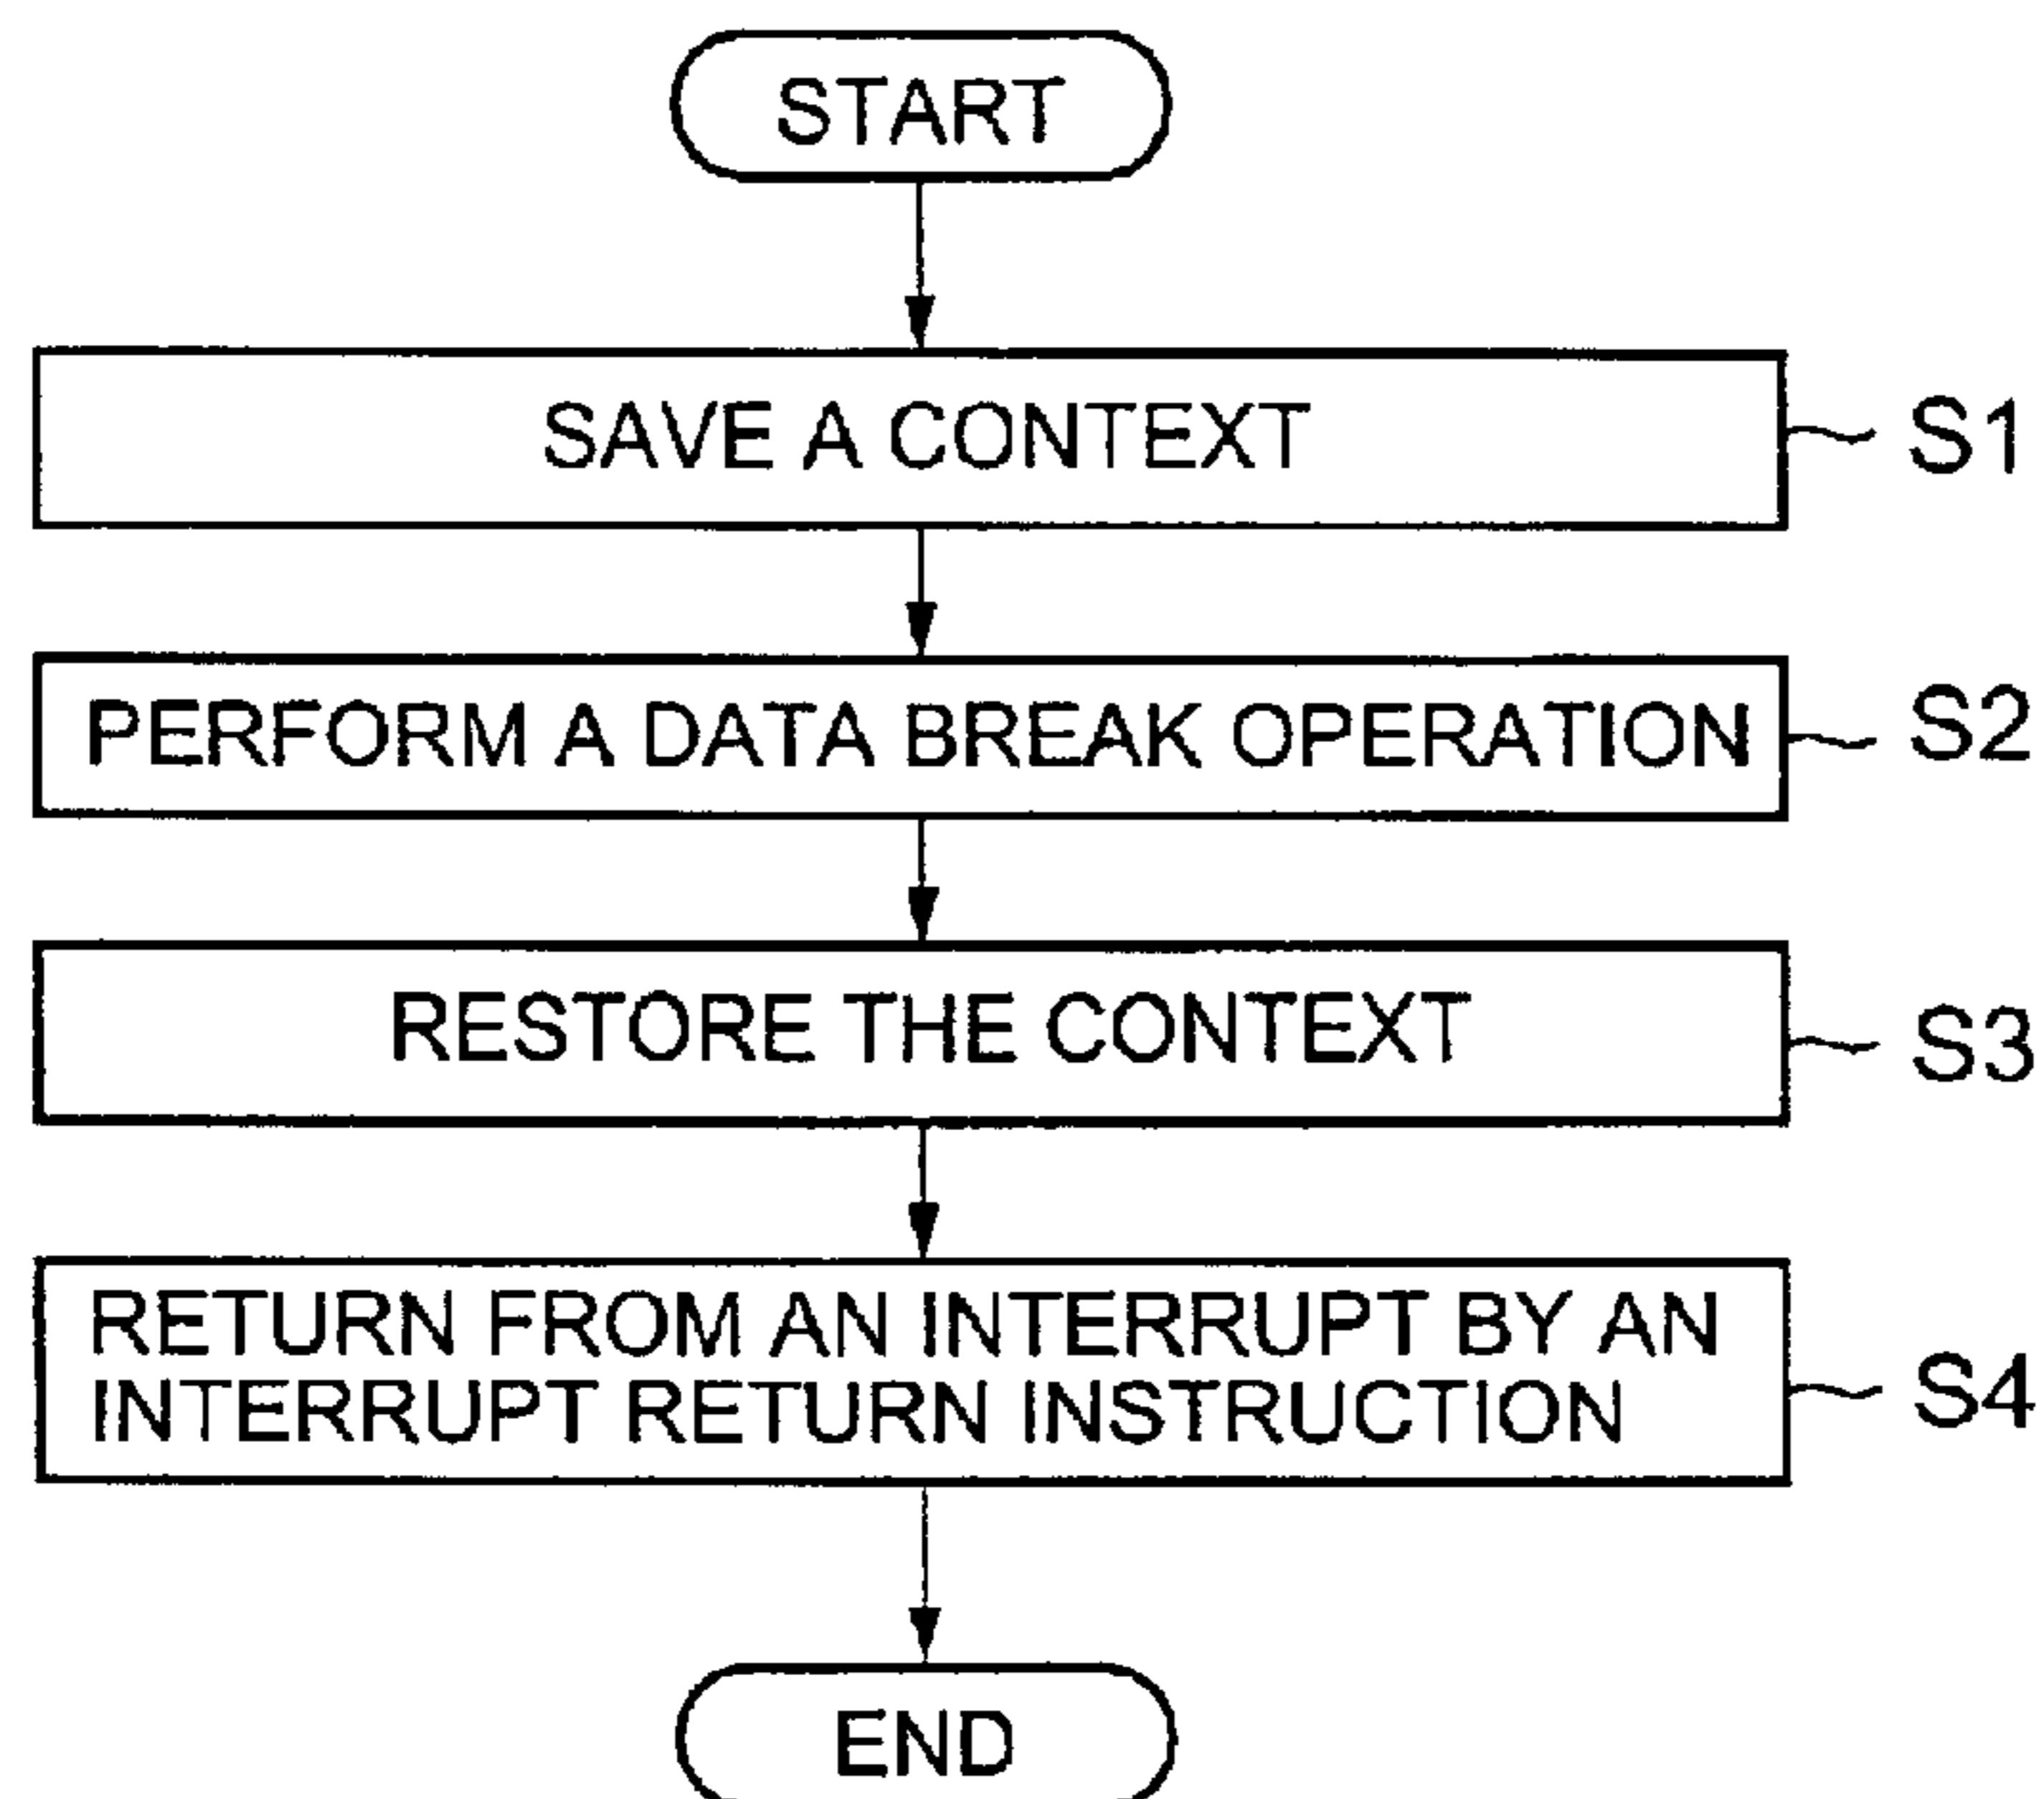 START
SAVE A CONTEXT
S1
PERFORM A DATA BREAK OPERATION
S2
RESTORE THE CONTEXT
S3
RETURN FROM AN INTERRUPT BY AN
INTERRUPT RETURN INSTRUCTION
S4
END